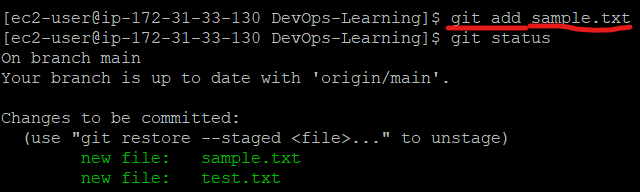 [ec2-user@ip-172-31-33-130 DevOps-Learning]$ git add sample.txt
[ec2-user@ip-172-31-33-130 DevOps-Learning]$ git status
On branch main
Your branch is up to date with 'origin/main'.
Changes to be committed:
  (use "git restore --staged <file>..." to unstage)
        new file:   sample.txt
        new file:   test.txt